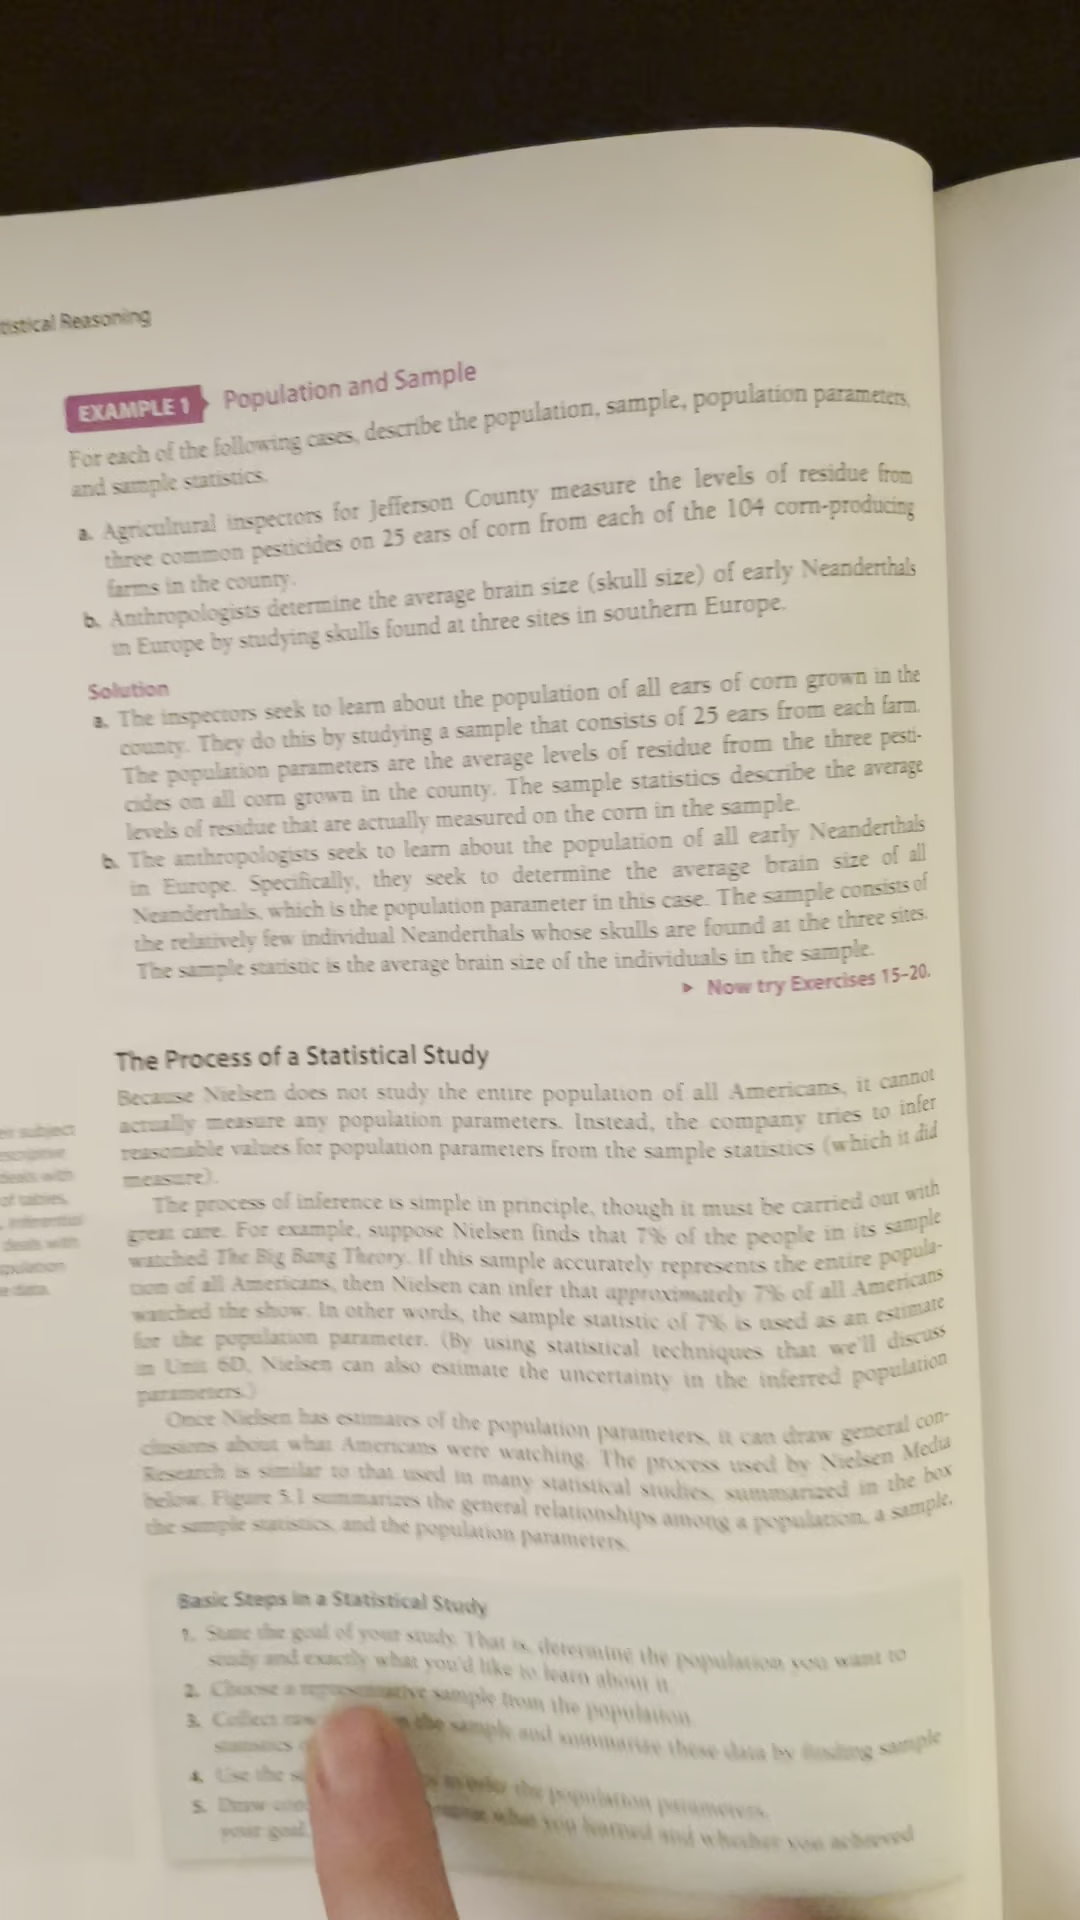 tistical Reasoning
EXAMPLE 1 Population and Sample
For each of the following cases, describe the population, sample, population parameters,
and sample statistics.
a. Agricultural inspectors for Jefferson County measure the levels of residue from
three common pesticides on 25 ears of corn from each of the 104 corn-producing
farms in the county.
b. Anthropologists determine the average brain size (skull size) of early Neanderthals
in Europe by studying skulls found at three sites in southern Europe.
Solution
a. The inspectors seek to learn about the population of all ears of corn grown in the
county. They do this by studying a sample that consists of 25 ears from each farm.
The population parameters are the average levels of residue from the three pesti-
cides on all corn grown in the county. The sample statistics describe the average
levels of residue that are actually measured on the corn in the sample.
b. The anthropologists seek to learn about the population of all early Neanderthals
in Europe. Specifically, they seek to determine the average brain size of all
Neanderthals, which is the population parameter in this case. The sample consists of
the relatively few individual Neanderthals whose skulls are found at the three sites.
The sample statistic is the average brain size of the individuals in the sample.
▶ Now try Exercises 15–20.
The Process of a Statistical Study
Because Nielsen does not study the entire population of all Americans, it cannot
actually measure any population parameters. Instead, the company tries to infer
reasonable values for population parameters from the sample statistics (which it did
measure).
The process of inference is simple in principle, though it must be carried out with
great care. For example, suppose Nielsen finds that 7% of the people in its sample
watched The Big Bang Theory. If this sample accurately represents the entire popula-
tion of all Americans, then Nielsen can infer that approximately 7% of all Americans
watched the show. In other words, the sample statistic of 7% is used as an estimate
for the population parameter. (By using statistical techniques that we'll discuss
in Unit 6D, Nielsen can also estimate the uncertainty in the inferred population
parameters.)
Once Nielsen has estimates of the population parameters, it can draw general con-
clusions about what Americans were watching. The process used by Nielsen Media
Research is similar to that used in many statistical studies, summarized in the box
below. Figure 5.1 summarizes the general relationships among a population, a sample,
the sample statistics, and the population parameters.
subject
deals with
of tables,
deals with
data.
Basic Steps in a Statistical Study
1. State the goal of your study. That is, determine the population you want to
study and exactly what you'd like to learn about it.
2. Choose a representative sample from the population.
3. Collect raw the sample and summarize these data by finding sample
statistics
4. Use the to infer the population parameters.
5. Draw what you learned and whether you achieved
your goal.